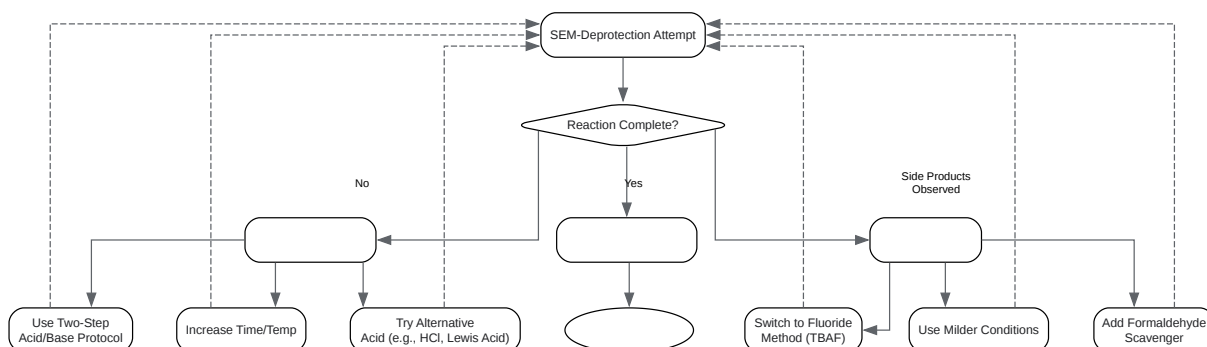 SEM-Deprotection Attempt
Reaction Complete?
No
Yes
Side Products
Observed
Use Two-Step
Acid/Base Protocol
Increase Time/Temp
Try Alternative
Acid (e.g., HCl, Lewis Acid)
Switch to Fluoride
Method (TBAF)
Use Milder Conditions
Add Formaldehyde
Scavenger